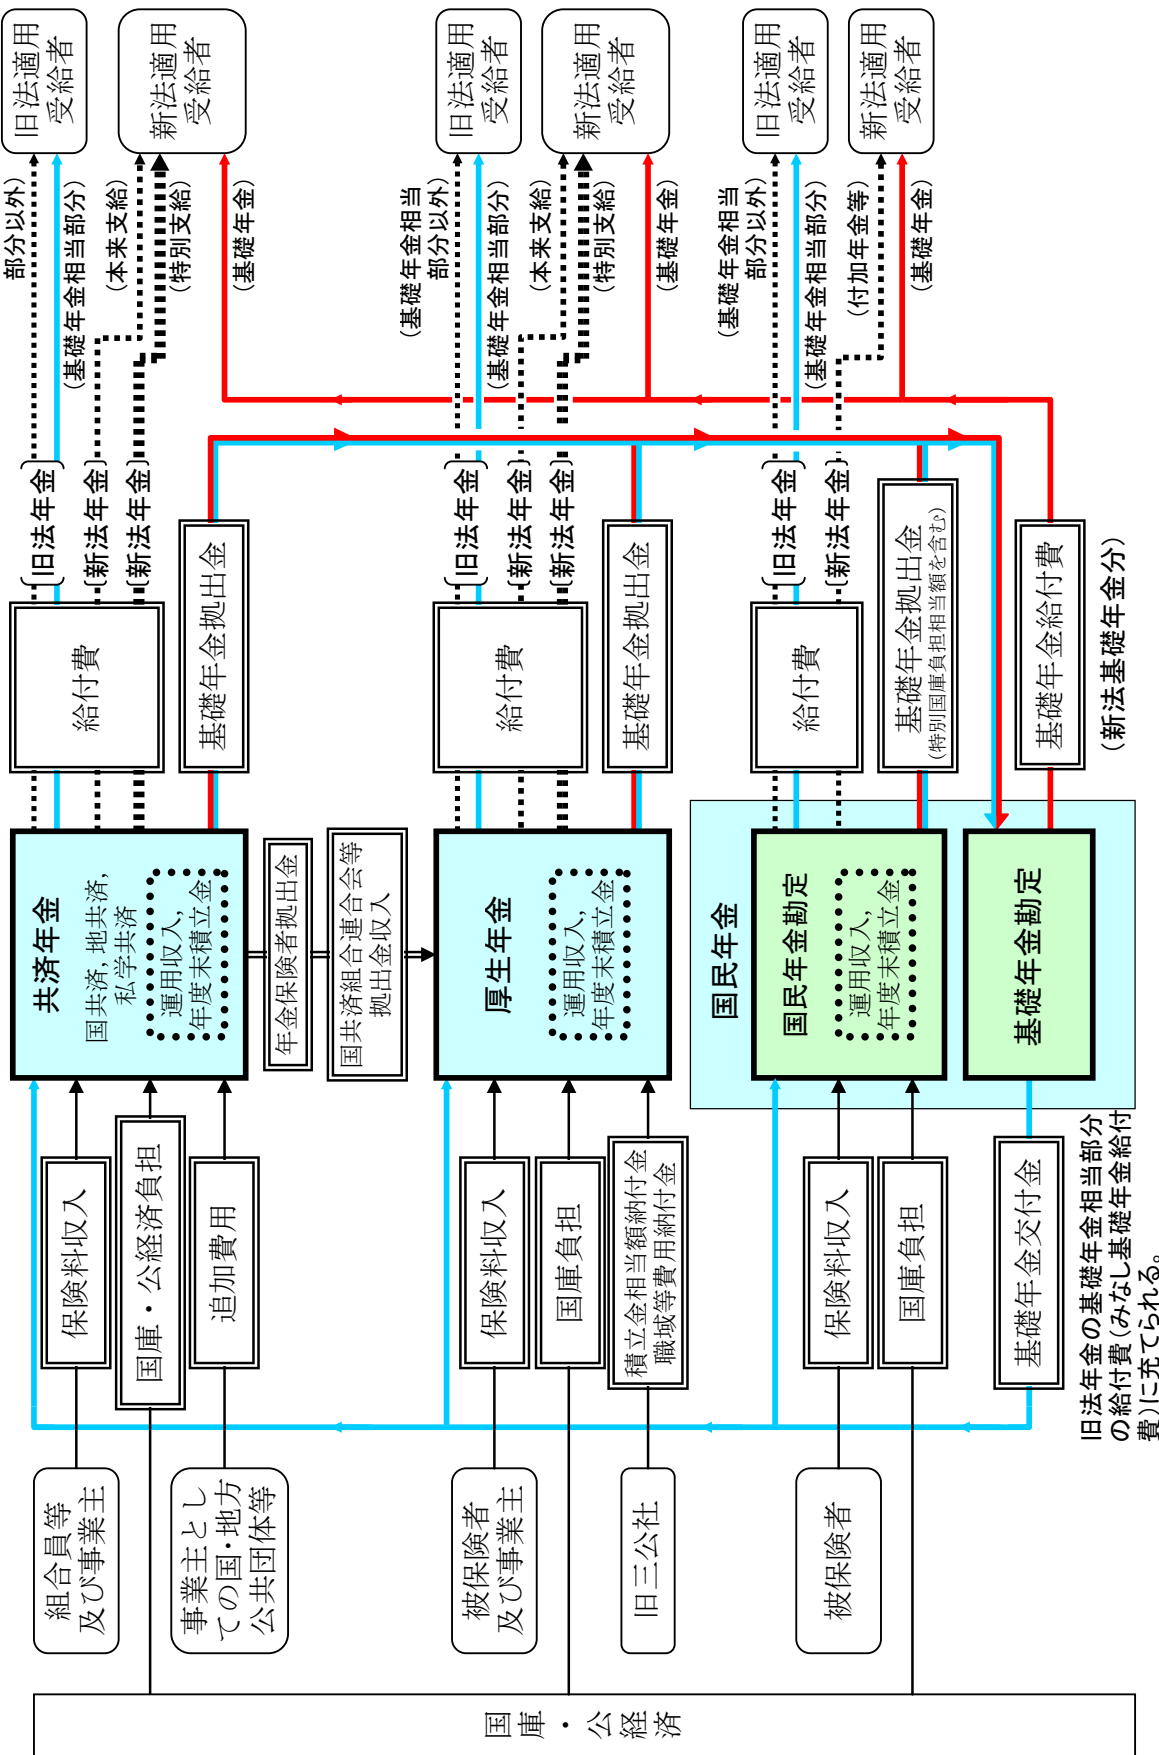 国庫・公経済
組合員等
及び事業主
事業主とし
ての国・地方
公共団体等
被保険者
及び事業主
旧三公社
被保険者
保険料収入
国庫・公経済負担
追加費用
保険料収入
国庫負担
積立金相当額納付金
職域等費用納付金
保険料収入
国庫負担
基礎年金交付金
旧法年金の基礎年金相当部分
の給付費(みなし基礎年金給付
費)に充てられる。
共済年金
国共済,地共済,
私学共済
運用収入,
年度末積立金
年金保険者拠出金
国共済組合連合会等
拠出金収入
厚生年金
運用収入,
年度末積立金
国民年金
国民年金勘定
運用収入,
年度末積立金
基礎年金勘定
給付費
基礎年金拠出金
給付費
基礎年金拠出金
給付費
基礎年金拠出金
(特別国庫負担相当額を含む)
基礎年金給付費
(新法基礎年金分)
旧法年金
新法年金
新法年金
旧法年金
新法年金
新法年金
旧法年金
新法年金
部分以外)
(基礎年金相当部分)
(本来支給)
(特別支給)
(基礎年金)
(基礎年金相当
部分以外)
(基礎年金相当部分)
(本来支給)
(特別支給)
(基礎年金)
(基礎年金相当
部分以外)
(基礎年金相当部分)
(付加年金等)
(基礎年金)
旧法適用
受給者
新法適用
受給者
旧法適用
受給者
新法適用
受給者
旧法適用
受給者
新法適用
受給者